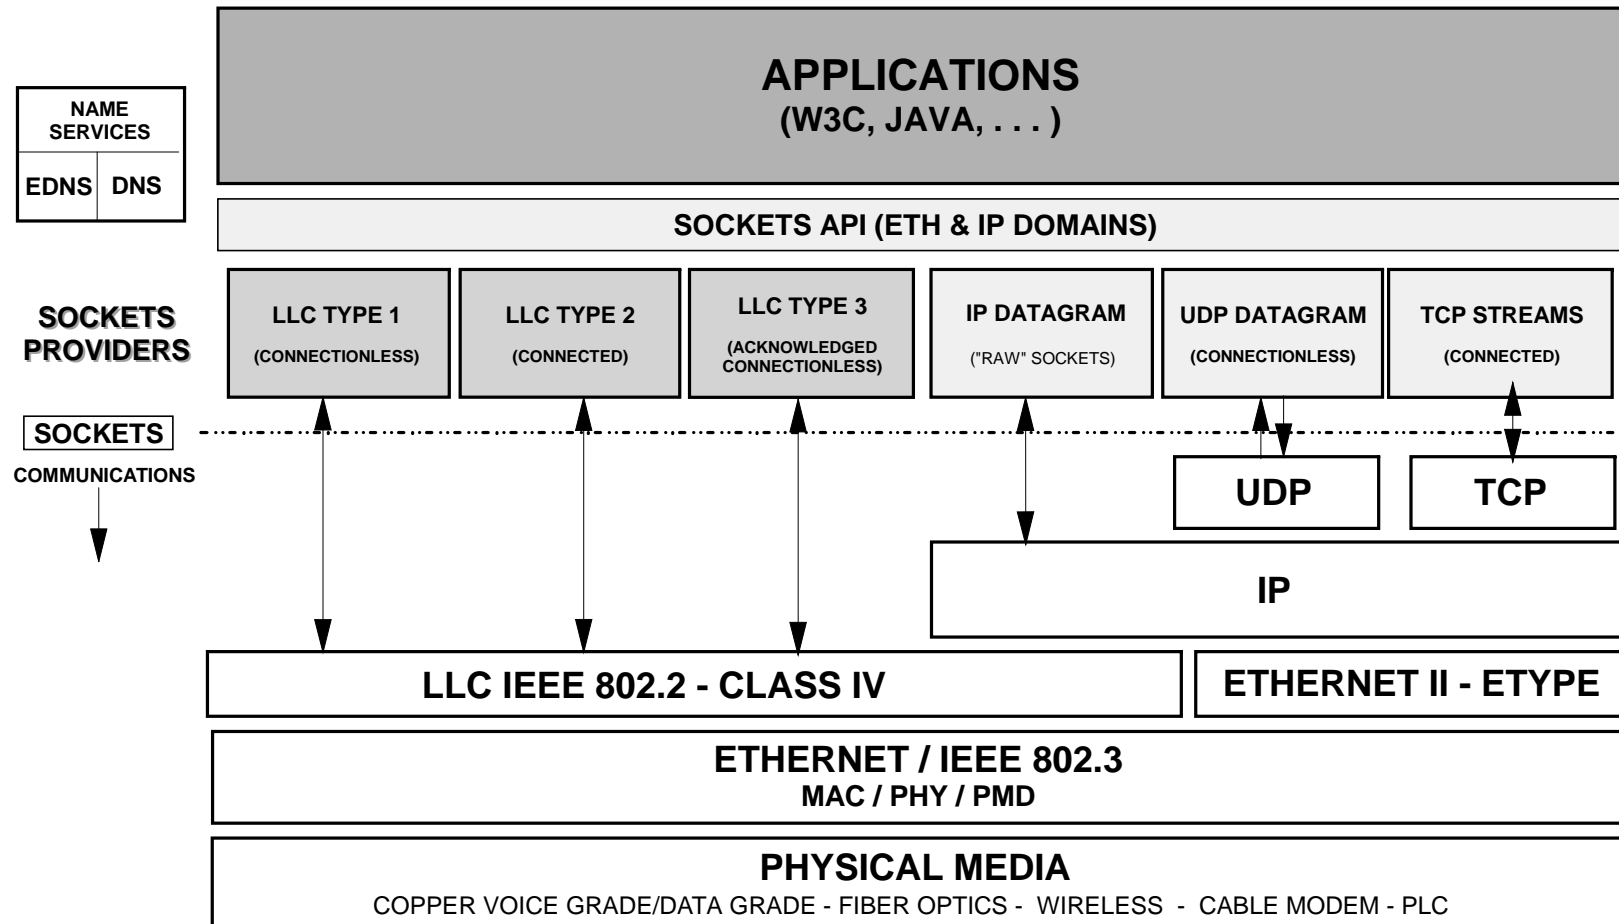 APPLICATIONS
(W3C, JAVA, . . . )
NAME
SERVICES
EDNS DNS
SOCKETS API (ETH & IP DOMAINS)
SOCKETS
PROVIDERS
LLC TYPE 1
(CONNECTIONLESS)
LLC TYPE 2
(CONNECTED)
LLC TYPE 3
(ACKNOWLEDGED
CONNECTIONLESS)
IP DATAGRAM
("RAW" SOCKETS)
UDP DATAGRAM
(CONNECTIONLESS)
TCP STREAMS
(CONNECTED)
SOCKETS
COMMUNICATIONS
UDP
TCP
IP
LLC IEEE 802.2 - CLASS IV
ETHERNET II - ETYPE
ETHERNET / IEEE 802.3
MAC / PHY / PMD
PHYSICAL MEDIA
COPPER VOICE GRADE/DATA GRADE - FIBER OPTICS - WIRELESS - CABLE MODEM - PLC